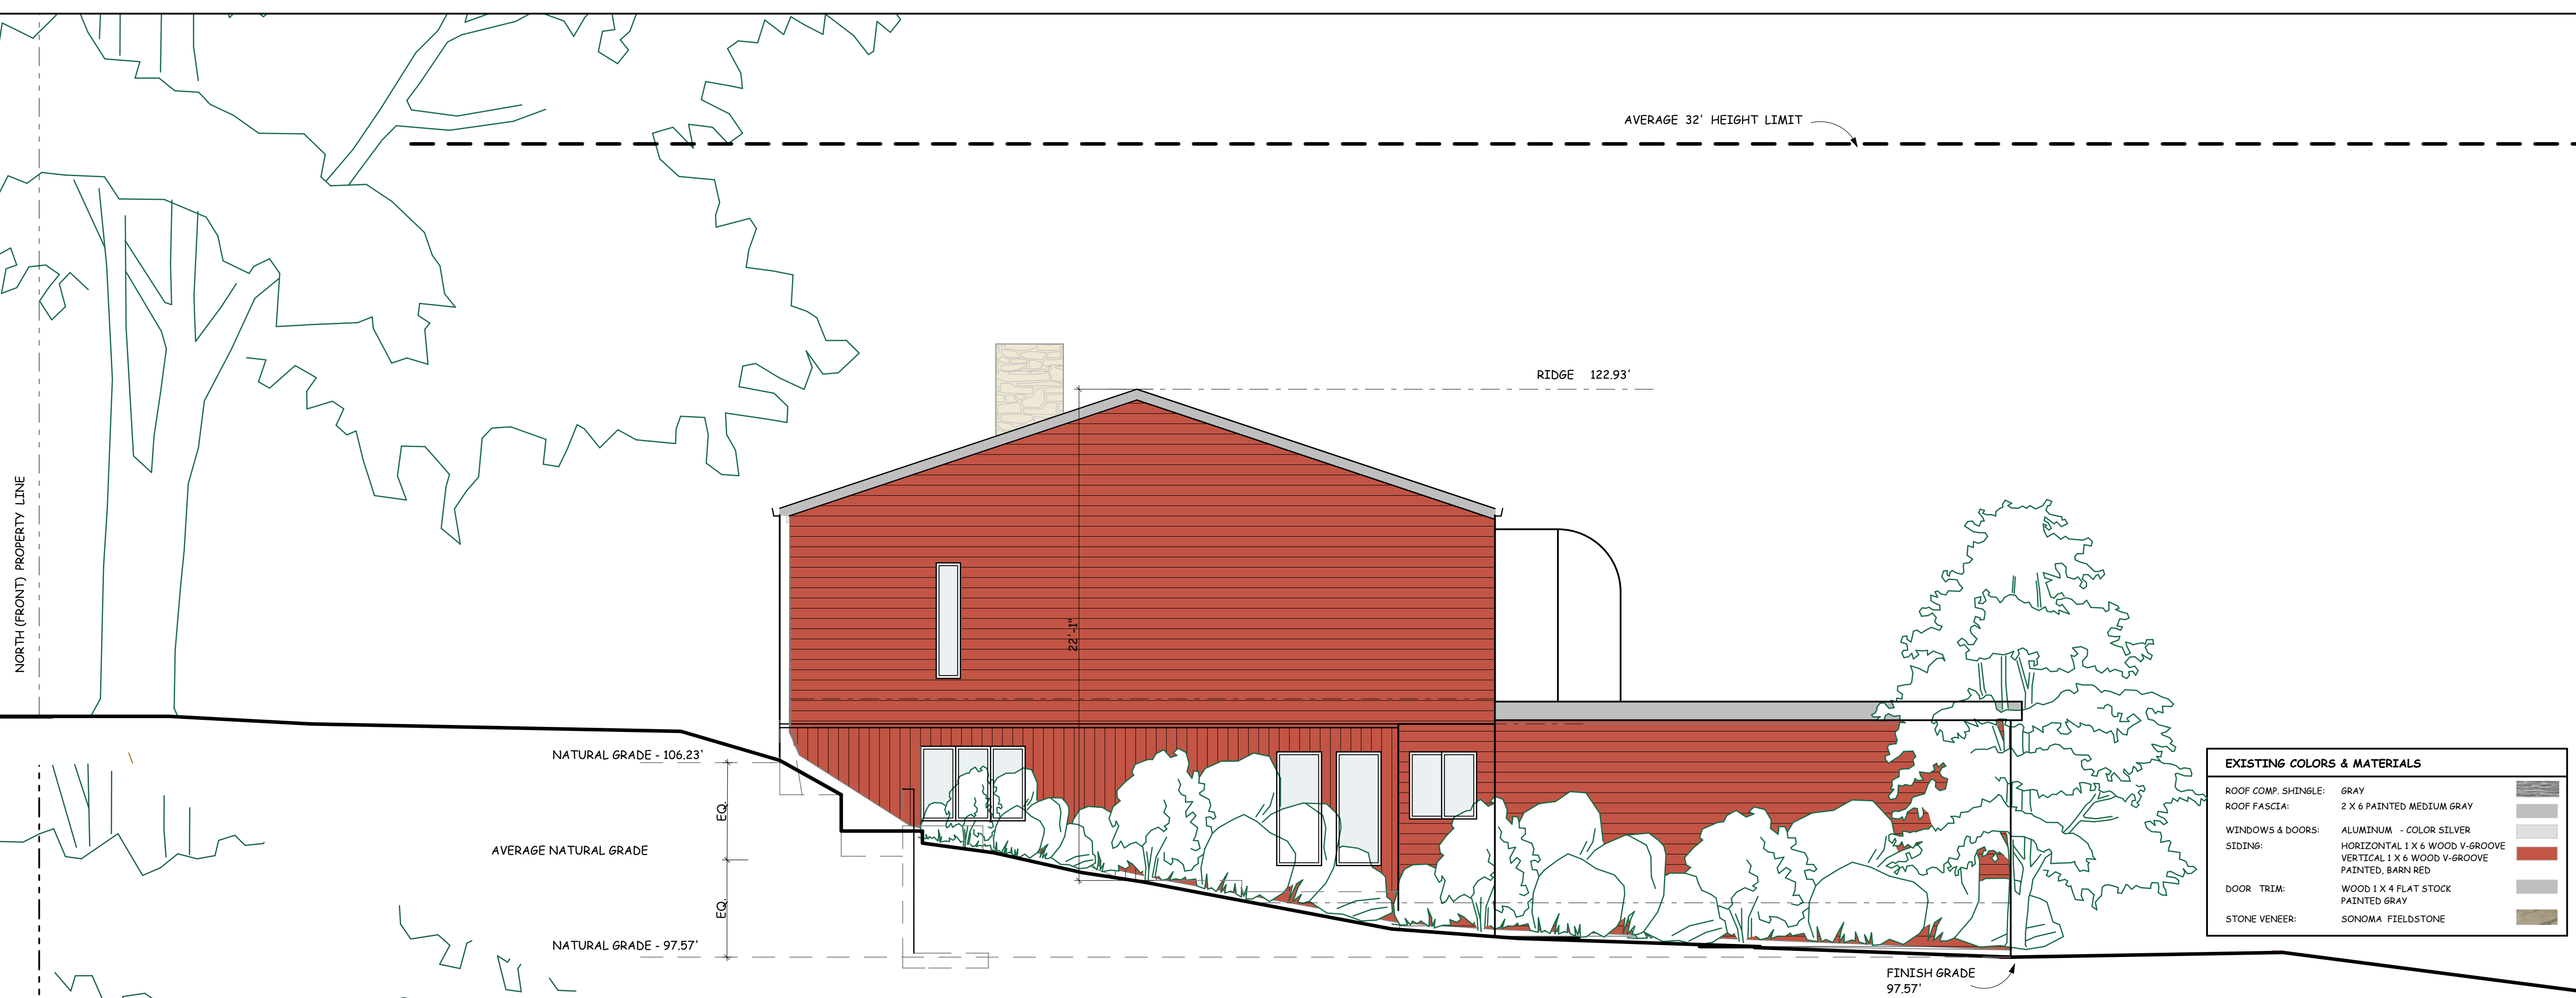 AVERAGE 32' HEIGHT LIMIT
RIDGE 122.93'
NORTH (FRONT) PROPERTY LINE
22'-1"
NATURAL GRADE - 106.23'
EQ.
AVERAGE NATURAL GRADE
EQ.
NATURAL GRADE - 97.57'
FINISH GRADE
97.57'
EXISTING COLORS & MATERIALS
ROOF COMP. SHINGLE: GRAY
ROOF FASCIA: 2 X 6 PAINTED MEDIUM GRAY
WINDOWS & DOORS: ALUMINUM - COLOR SILVER
SIDING: HORIZONTAL 1 X 6 WOOD V-GROOVE
VERTICAL 1 X 6 WOOD V-GROOVE
PAINTED, BARN RED
DOOR TRIM: WOOD 1 X 4 FLAT STOCK
PAINTED GRAY
STONE VENEER: SONOMA FIELDSTONE